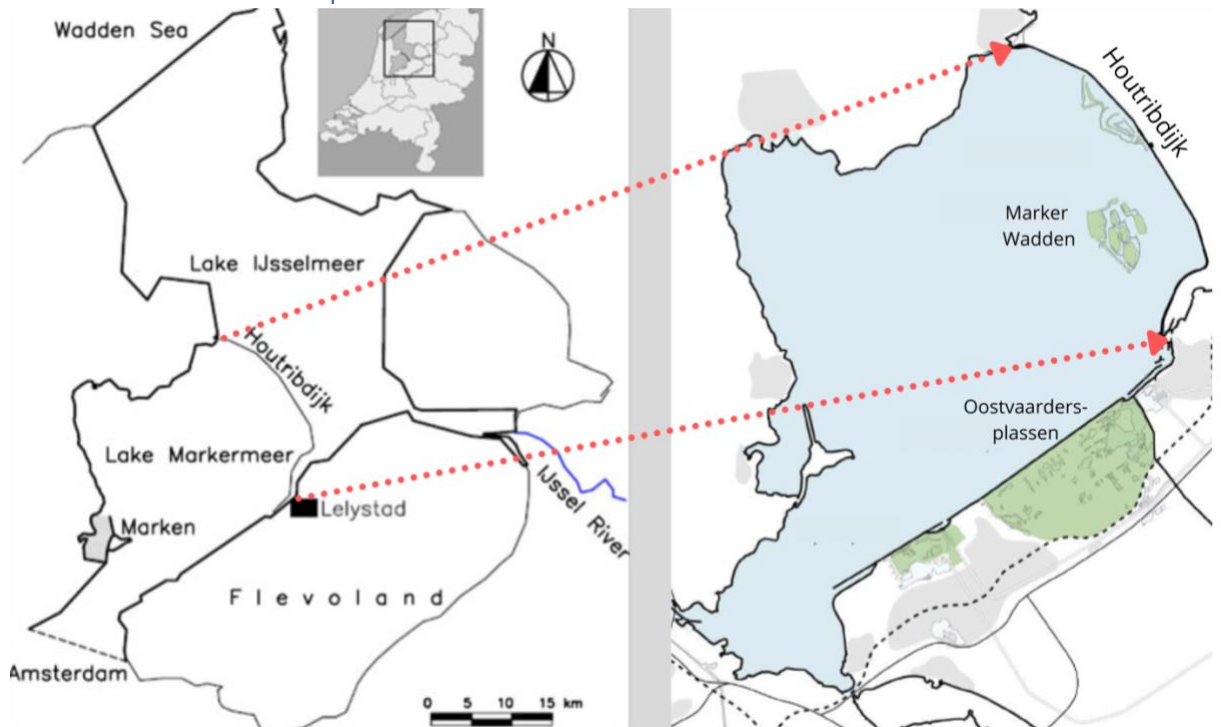 Wadden Sea
N
Lake IJsselmeer
Houtribdijk
Lake Markermeer
Marken
Lelystad
IJssel River
Flevoland
Amsterdam
0 5 10 15 km
Houtribdijk
Marker
Wadden
Oostvaarders-
plassen